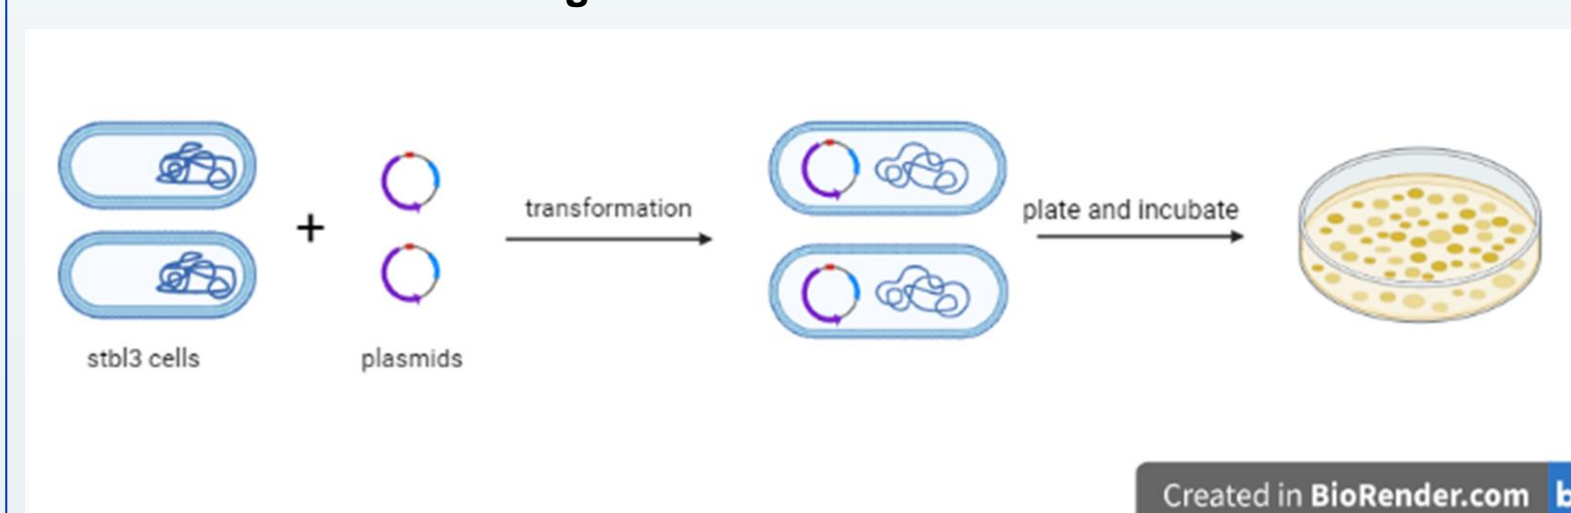 transformation
plate and incubate
stbl3 cells
plasmids
Created in BioRender.com